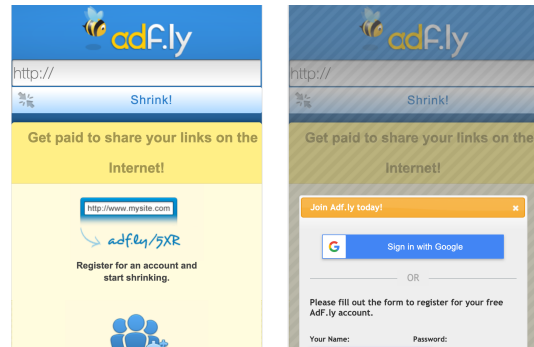 adf.ly
http://
Shrink!
Get paid to share your links on the
Internet!
http://www.mysite.com
adf.ly/5XR
Register for an account and
start shrinking.
adf.ly
http://
Shrink!
Get paid to share your links on the
Internet!
Join Adf.ly today!
×
G
Sign in with Google
OR
Please fill out the form to register for your free
AdF.ly account.
Your Name: Password: